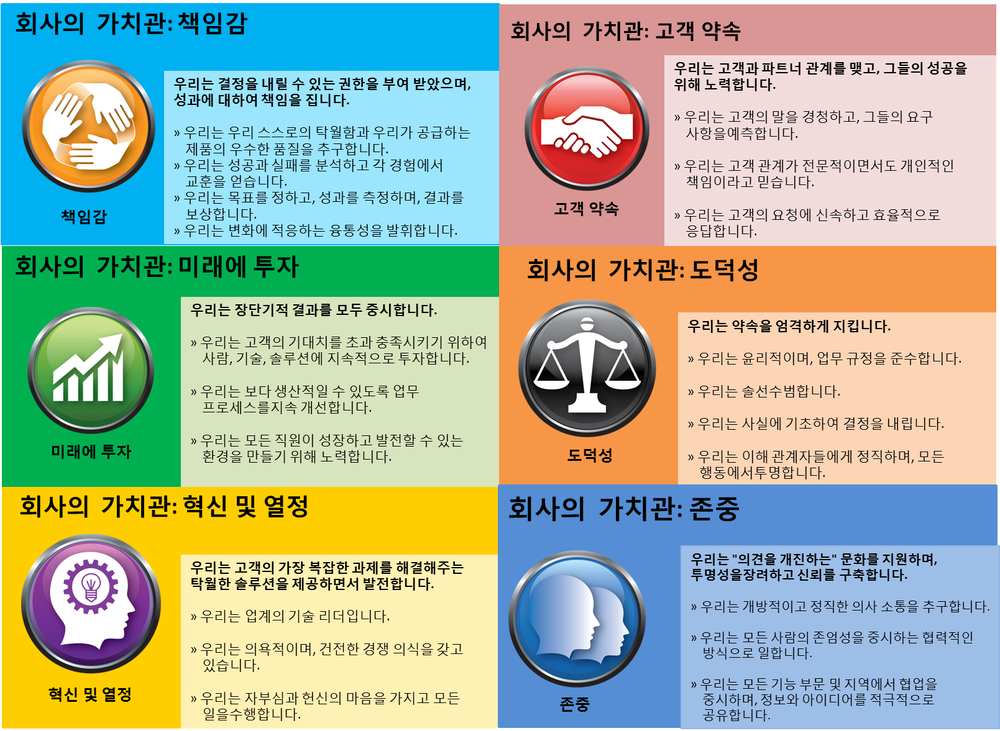 회사의 가치관: 책임감
우리는 결정을 내릴 수 있는 권한을 부여 받았으며,
성과에 대하여 책임을 집니다.
» 우리는 우리 스스로의 탁월함과 우리가 공급하는
제품의 우수한 품질을 추구합니다.
» 우리는 성공과 실패를 분석하고 각 경험에서
교훈을 얻습니다.
» 우리는 목표를 정하고, 성과를 측정하며, 결과를
보상합니다.
» 우리는 변화에 적응하는 융통성을 발휘합니다.
책임감
회사의 가치관: 고객 약속
우리는 고객과 파트너 관계를 맺고, 그들의 성공을
위해 노력합니다.
» 우리는 고객의 말을 경청하고, 그들의 요구
사항을예측합니다.
» 우리는 고객 관계가 전문적이면서도 개인적인
책임이라고 믿습니다.
» 우리는 고객의 요청에 신속하고 효율적으로
응답합니다.
고객 약속
회사의 가치관: 미래에 투자
우리는 장단기적 결과를 모두 중시합니다.
» 우리는 고객의 기대치를 초과 충족시키기 위하여
사람, 기술, 솔루션에 지속적으로 투자합니다.
» 우리는 보다 생산적일 수 있도록 업무
프로세스를지속 개선합니다.
» 우리는 모든 직원이 성장하고 발전할 수 있는
환경을 만들기 위해 노력합니다.
미래에 투자
회사의 가치관: 도덕성
우리는 약속을 엄격하게 지킵니다.
» 우리는 윤리적이며, 업무 규정을 준수합니다.
» 우리는 솔선수범합니다.
» 우리는 사실에 기초하여 결정을 내립니다.
» 우리는 이해 관계자들에게 정직하며, 모든
행동에서투명합니다.
도덕성
회사의 가치관: 혁신 및 열정
우리는 고객의 가장 복잡한 과제를 해결해주는
탁월한 솔루션을 제공하면서 발전합니다.
» 우리는 업계의 기술 리더입니다.
» 우리는 의욕적이며, 건전한 경쟁 의식을 갖고
있습니다.
» 우리는 자부심과 헌신의 마음을 가지고 모든
일을수행합니다.
혁신 및 열정
회사의 가치관: 존중
우리는 "의견을 개진하는" 문화를 지원하며,
투명성을장려하고 신뢰를 구축합니다.
» 우리는 개방적이고 정직한 의사 소통을 추구합니다.
» 우리는 모든 사람의 존엄성을 중시하는 협력적인
방식으로 일합니다.
» 우리는 모든 기능 부문 및 지역에서 협업을
중시하며, 정보와 아이디어를 적극적으로
공유합니다.
존중